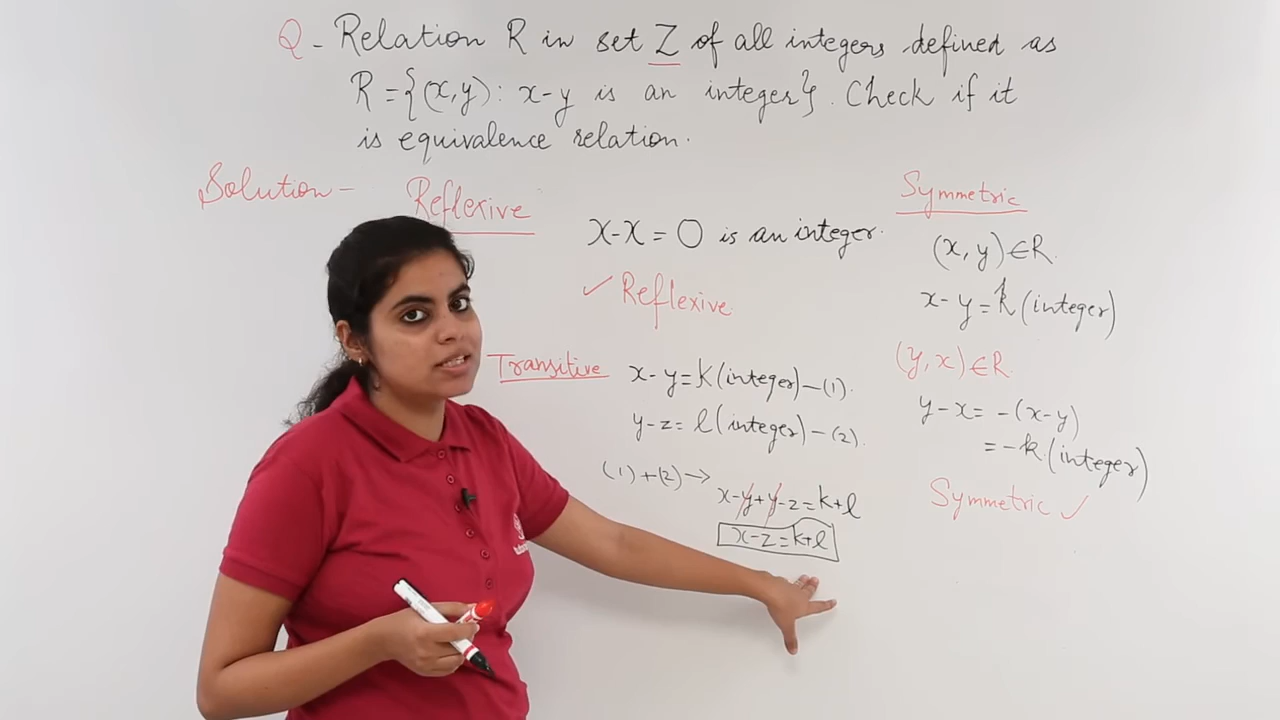 Q - Relation R in set Z of all integers defined as
R = {(x,y) : x-y is an integer}. Check if it
is equivalence relation.
Solution -
Reflexive
x-x = 0 is an integer.
✓ Reflexive.
Transitive
x-y = k (integer) — (1).
y-z = l (integer) — (2).
(1) + (2) →
x-y+y-z = k+l
x-z = k+l
Symmetric
(x, y) ∈ R.
x-y = k (integer)
(y, x) ∈ R.
y-x = -(x-y)
= -k. (integer)
Symmetric ✓